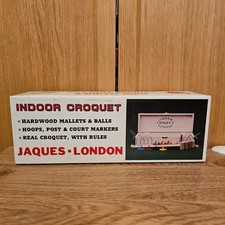 INDOOR CROQUET
• HARDWOOD MALLETS & BALLS
• HOOPS, POST & COURT MARKERS
• REAL CROQUET, WITH RULES
JAQUES • LONDON